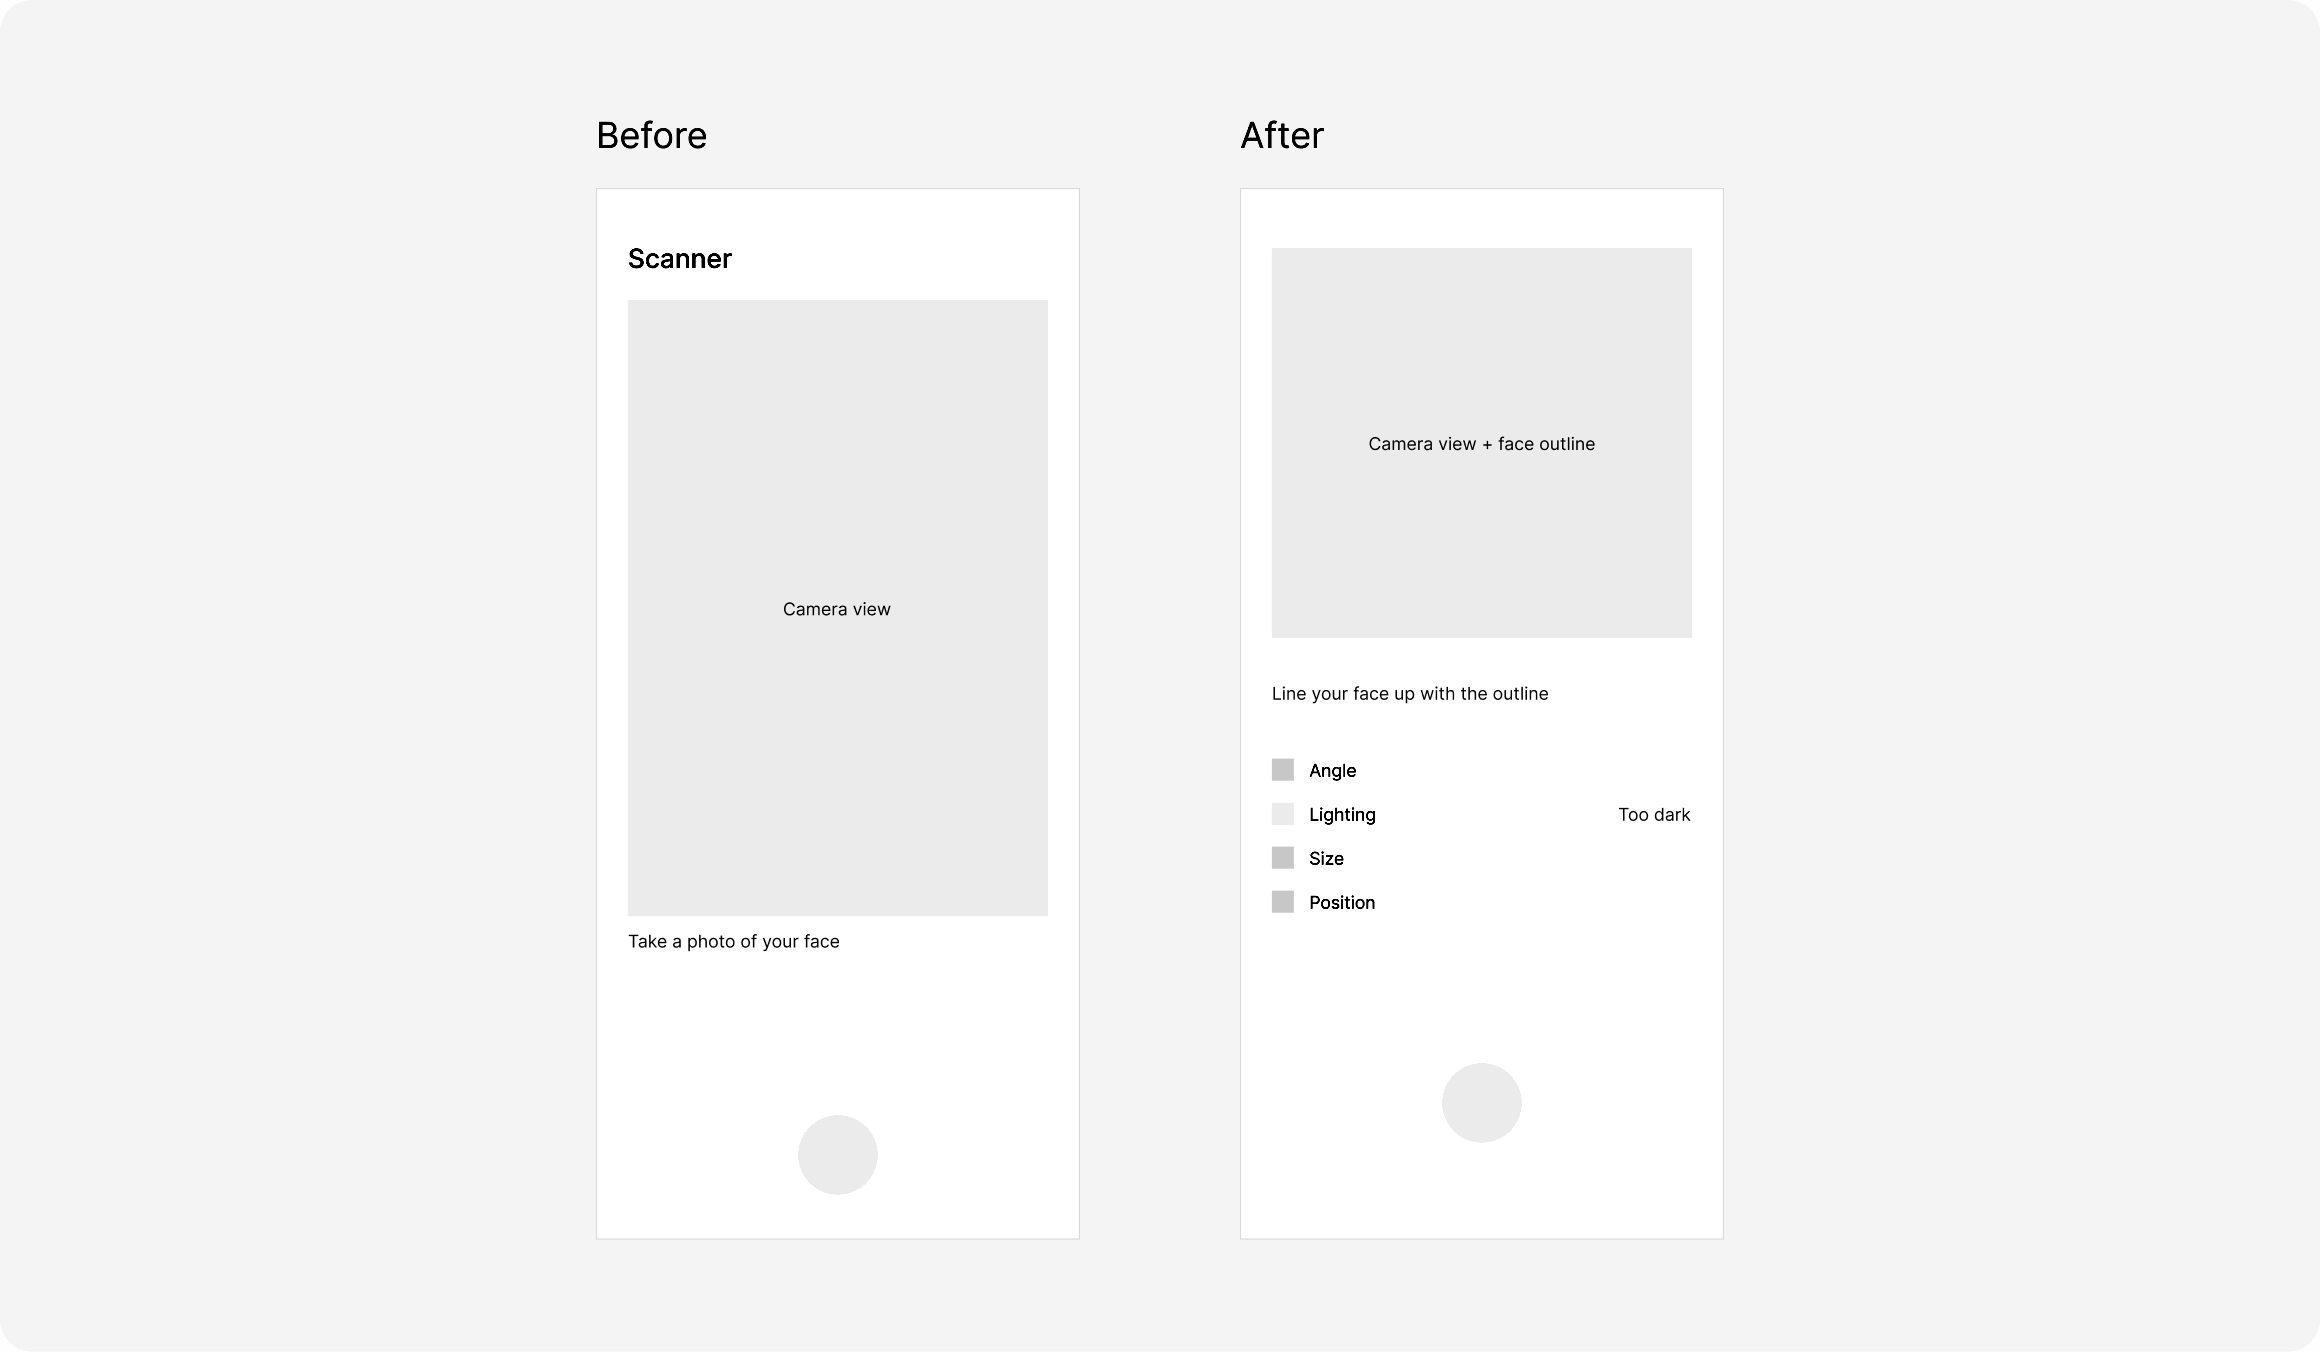 Before
Scanner
Camera view
Take a photo of your face
After
Camera view + face outline
Line your face up with the outline
Angle
Lighting Too dark
Size
Position